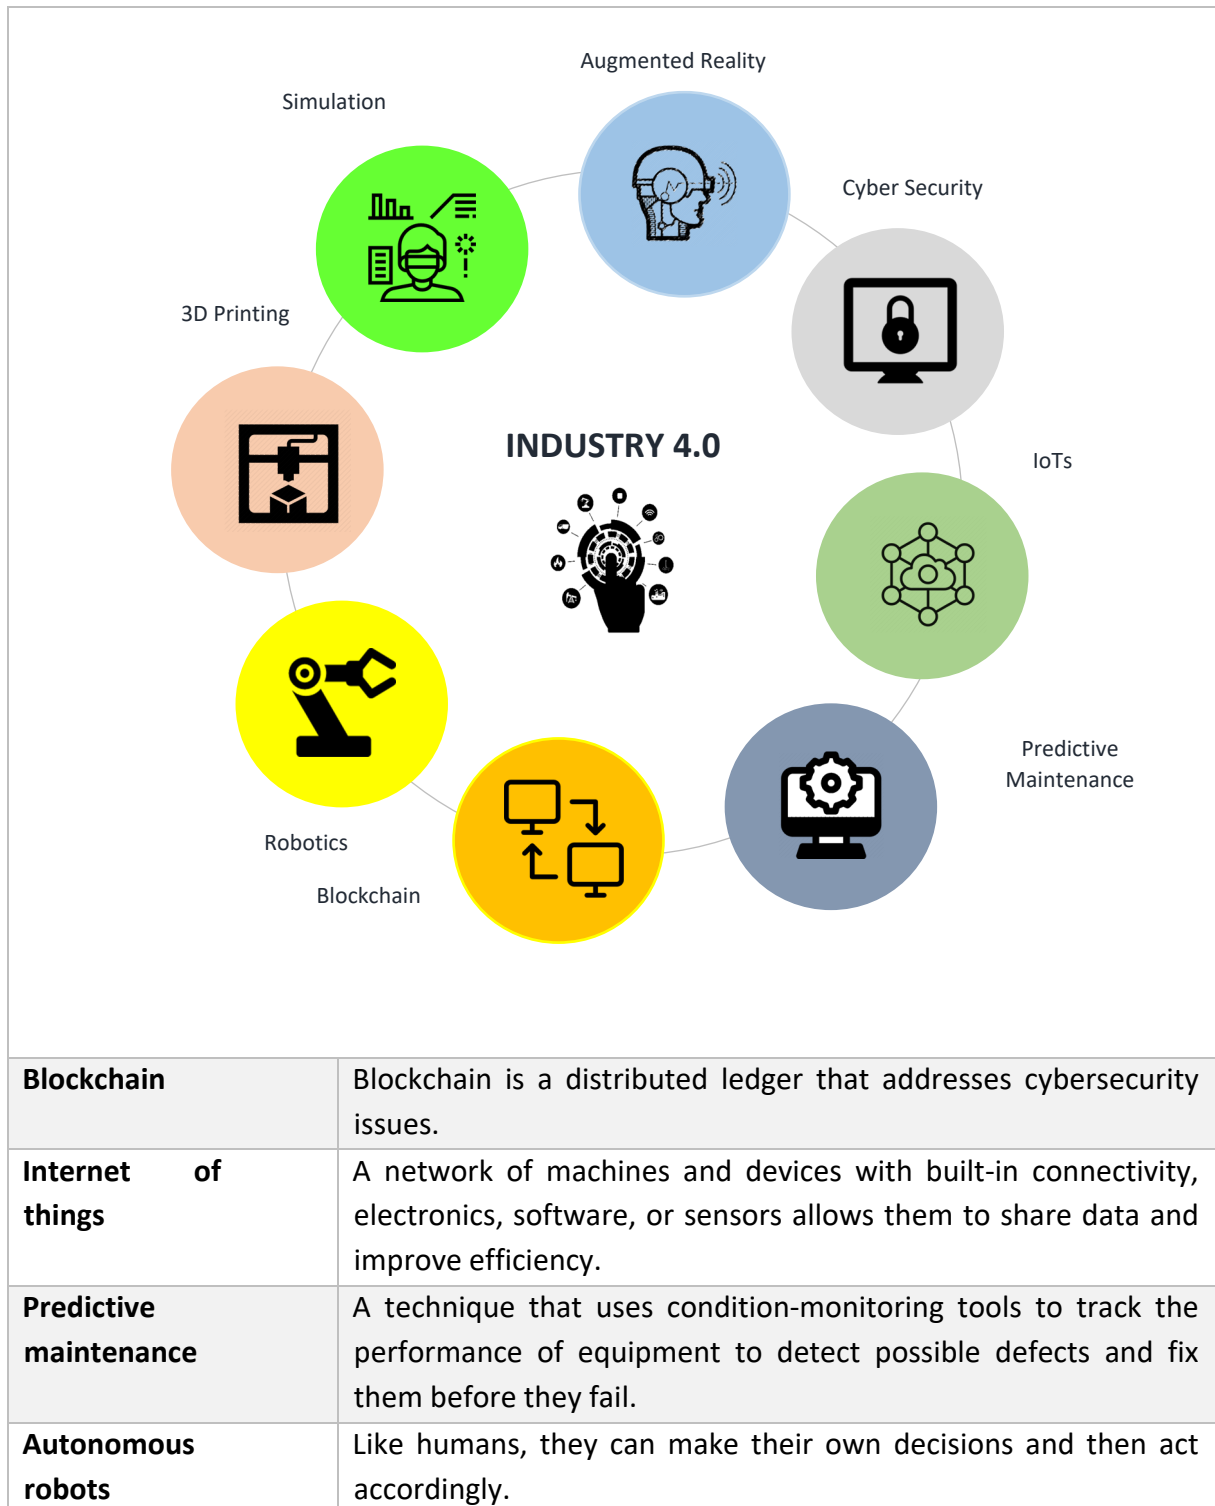 Augmented Reality
Simulation
Cyber Security
3D Printing
INDUSTRY 4.0
IoTs
Predictive
Maintenance
Robotics
Blockchain
Blockchain
Blockchain is a distributed ledger that addresses cybersecurity
issues.
Internet of
things
A network of machines and devices with built-in connectivity,
electronics, software, or sensors allows them to share data and
improve efficiency.
Predictive
maintenance
A technique that uses condition-monitoring tools to track the
performance of equipment to detect possible defects and fix
them before they fail.
Autonomous
robots
Like humans, they can make their own decisions and then act
accordingly.